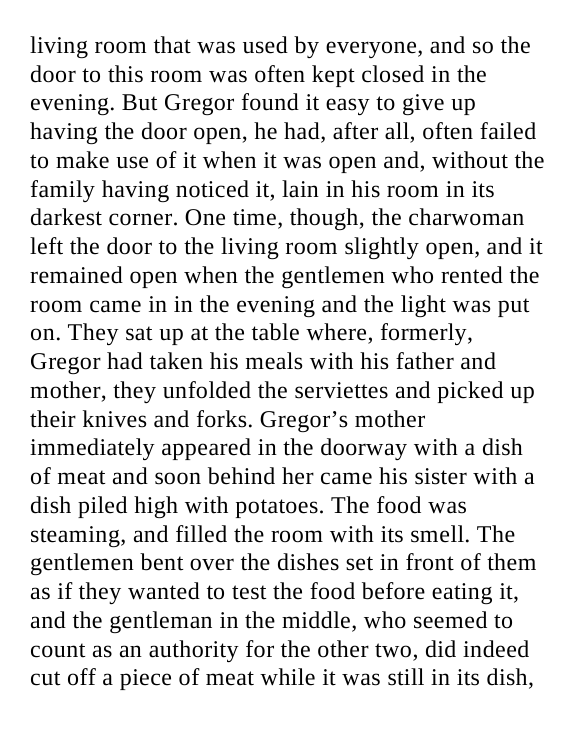 living room that was used by everyone, and so the
door to this room was often kept closed in the
evening. But Gregor found it easy to give up
having the door open, he had, after all, often failed
to make use of it when it was open and, without the
family having noticed it, lain in his room in its
darkest corner. One time, though, the charwoman
left the door to the living room slightly open, and it
remained open when the gentlemen who rented the
room came in in the evening and the light was put
on. They sat up at the table where, formerly,
Gregor had taken his meals with his father and
mother, they unfolded the serviettes and picked up
their knives and forks. Gregor’s mother
immediately appeared in the doorway with a dish
of meat and soon behind her came his sister with a
dish piled high with potatoes. The food was
steaming, and filled the room with its smell. The
gentlemen bent over the dishes set in front of them
as if they wanted to test the food before eating it,
and the gentleman in the middle, who seemed to
count as an authority for the other two, did indeed
cut off a piece of meat while it was still in its dish,